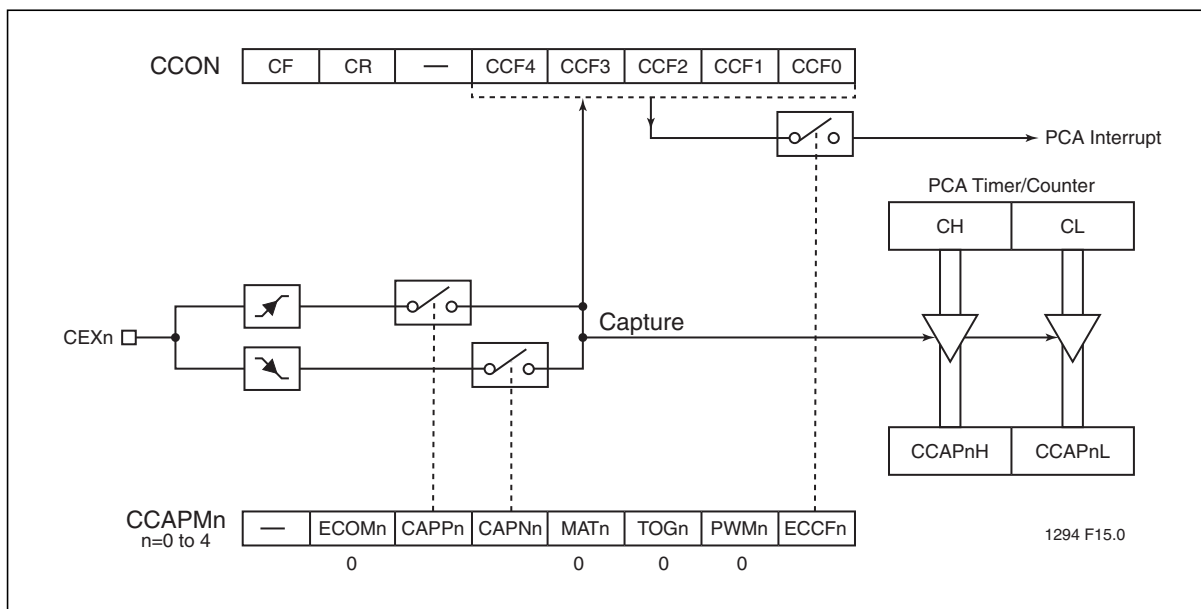 CCON CF CR — CCF4 CCF3 CCF2 CCF1 CCF0
PCA Interrupt
PCA Timer/Counter
CH CL
CEXn
Capture
CCAPnH CCAPnL
CCAPMn — ECOMn CAPPn CAPNn MATn TOGn PWMn ECCFn
n=0 to 4
0 0 0 0
1294 F15.0